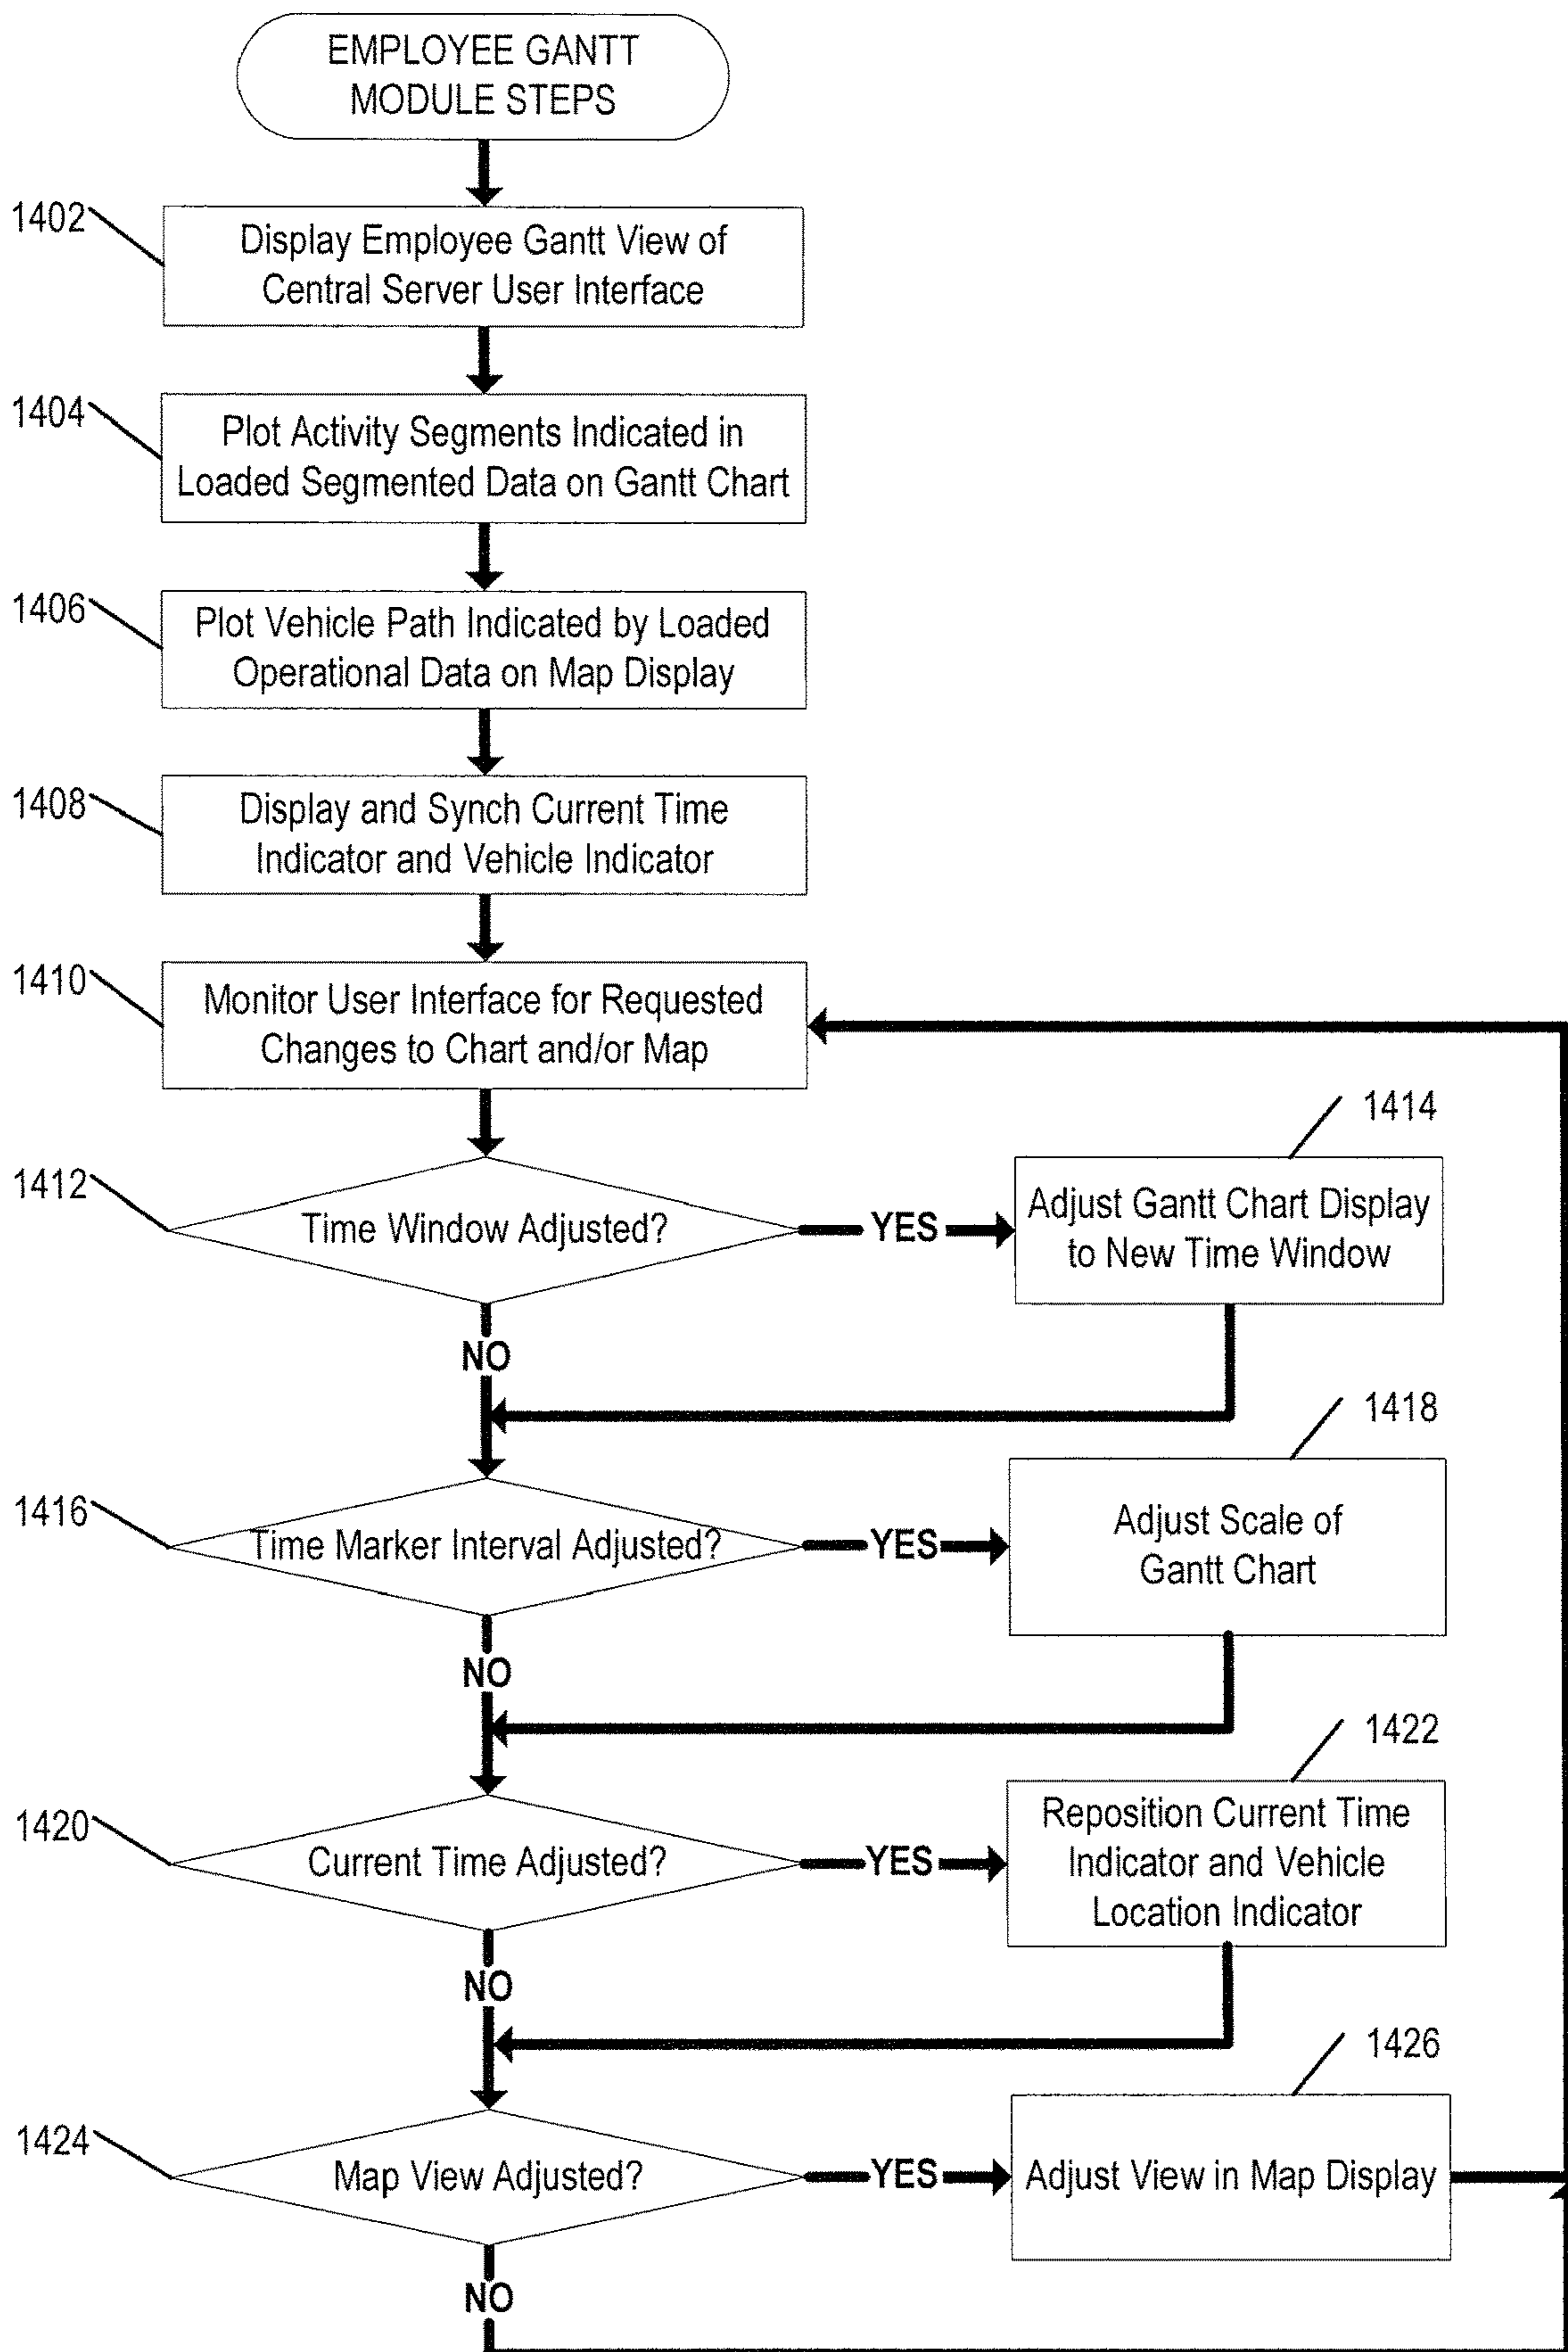 EMPLOYEE GANTT
MODULE STEPS
1402
Display Employee Gantt View of
Central Server User Interface
1404
Plot Activity Segments Indicated in
Loaded Segmented Data on Gantt Chart
1406
Plot Vehicle Path Indicated by Loaded
Operational Data on Map Display
1408
Display and Synch Current Time
Indicator and Vehicle Indicator
1410
Monitor User Interface for Requested
Changes to Chart and/or Map
1412
Time Window Adjusted?
YES
1414
Adjust Gantt Chart Display
to New Time Window
NO
1416
Time Marker Interval Adjusted?
YES
1418
Adjust Scale of
Gantt Chart
NO
1420
Current Time Adjusted?
YES
1422
Reposition Current Time
Indicator and Vehicle
Location Indicator
NO
1424
Map View Adjusted?
YES
1426
Adjust View in Map Display
NO